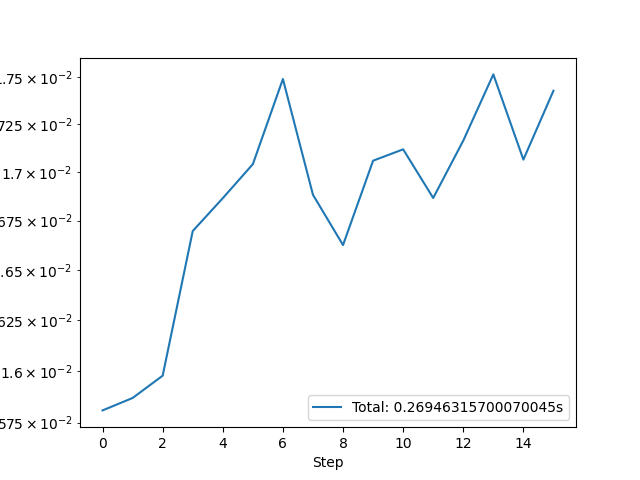 1.75 × 10⁻²
725 × 10⁻²
1.7 × 10⁻²
675 × 10⁻²
.65 × 10⁻²
625 × 10⁻²
1.6 × 10⁻²
575 × 10⁻²
Total: 0.26946315700070045s
0 2 4 6 8 10 12 14
Step